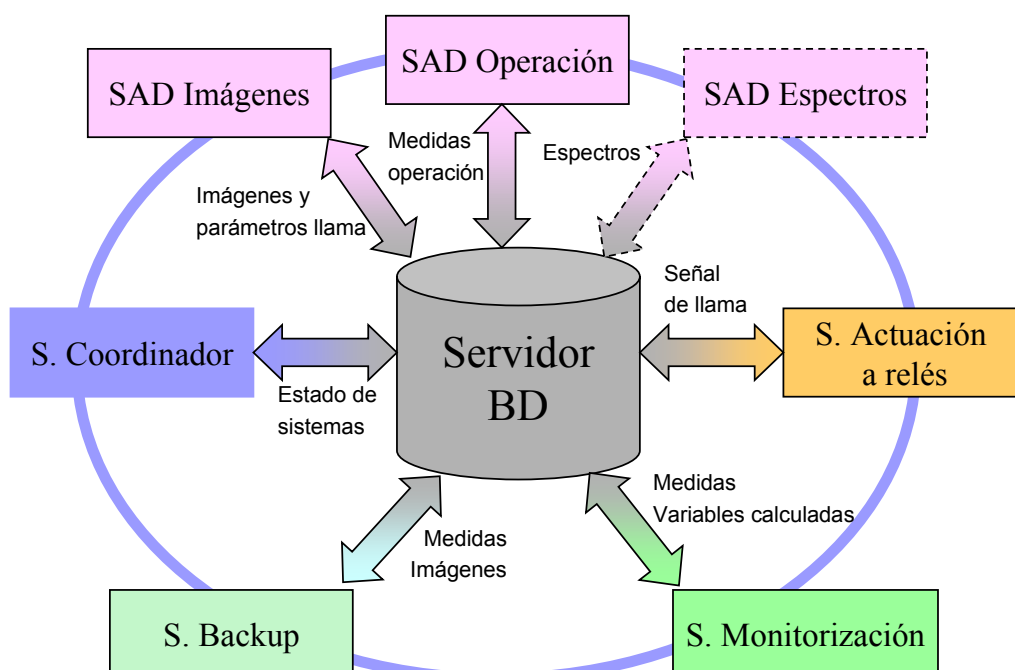 SAD Operación
SAD Imágenes
SAD Espectros
Medidas
operación
Espectros
Imágenes y
parámetros llama
Señal
de llama
S. Coordinador
Servidor
BD
S. Actuación
a relés
Estado de
sistemas
Medidas
Variables calculadas
Medidas
Imágenes
S. Backup
S. Monitorización